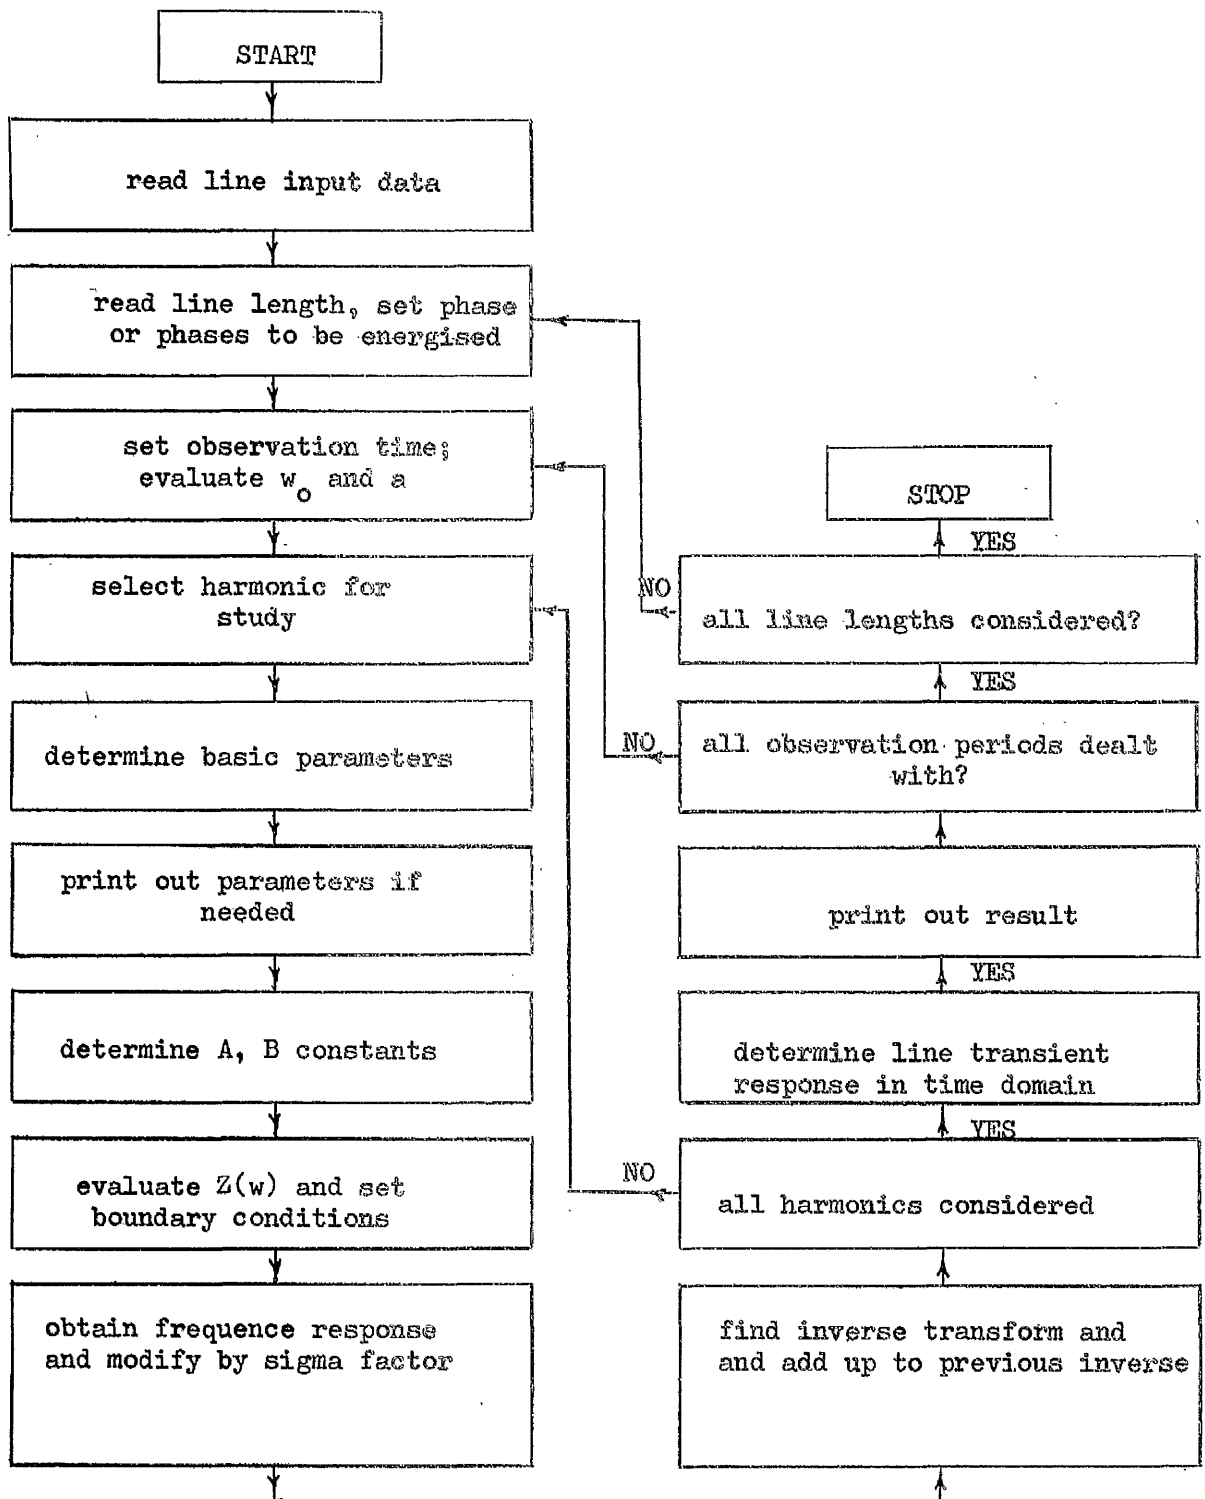 START
read line input data
read line length, set phase
or phases to be energised
set observation time;
evaluate w_o and a
select harmonic for
study
determine basic parameters
print out parameters if
needed
determine A, B constants
evaluate Z(w) and set
boundary conditions
obtain frequence response
and modify by sigma factor
STOP
YES
NO
all line lengths considered?
YES
NO
all observation periods dealt
with?
print out result
YES
determine line transient
response in time domain
YES
NO
all harmonics considered
find inverse transform and
and add up to previous inverse